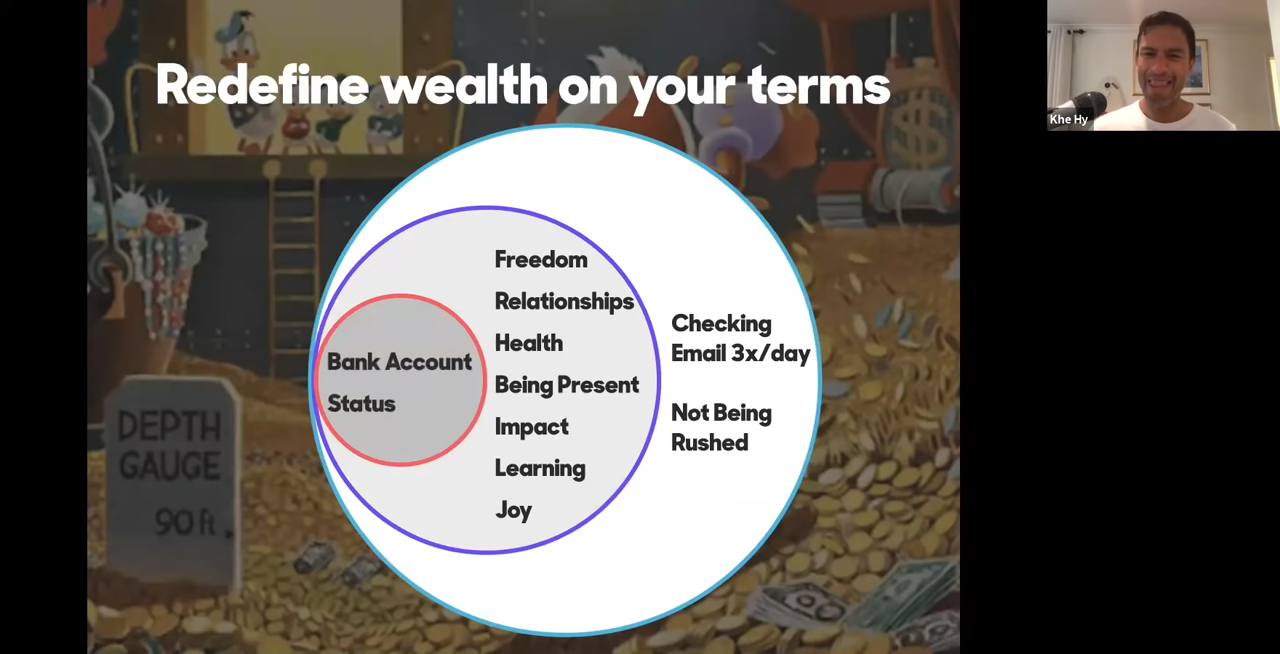 Redefine wealth on your terms
Khe Hy
Freedom
Relationships
Health
Being Present
Impact
Learning
Joy
Bank Account
Status
Checking
Email 3x/day
Not Being
Rushed
DEPTH
GAUGE
90 ft.
$